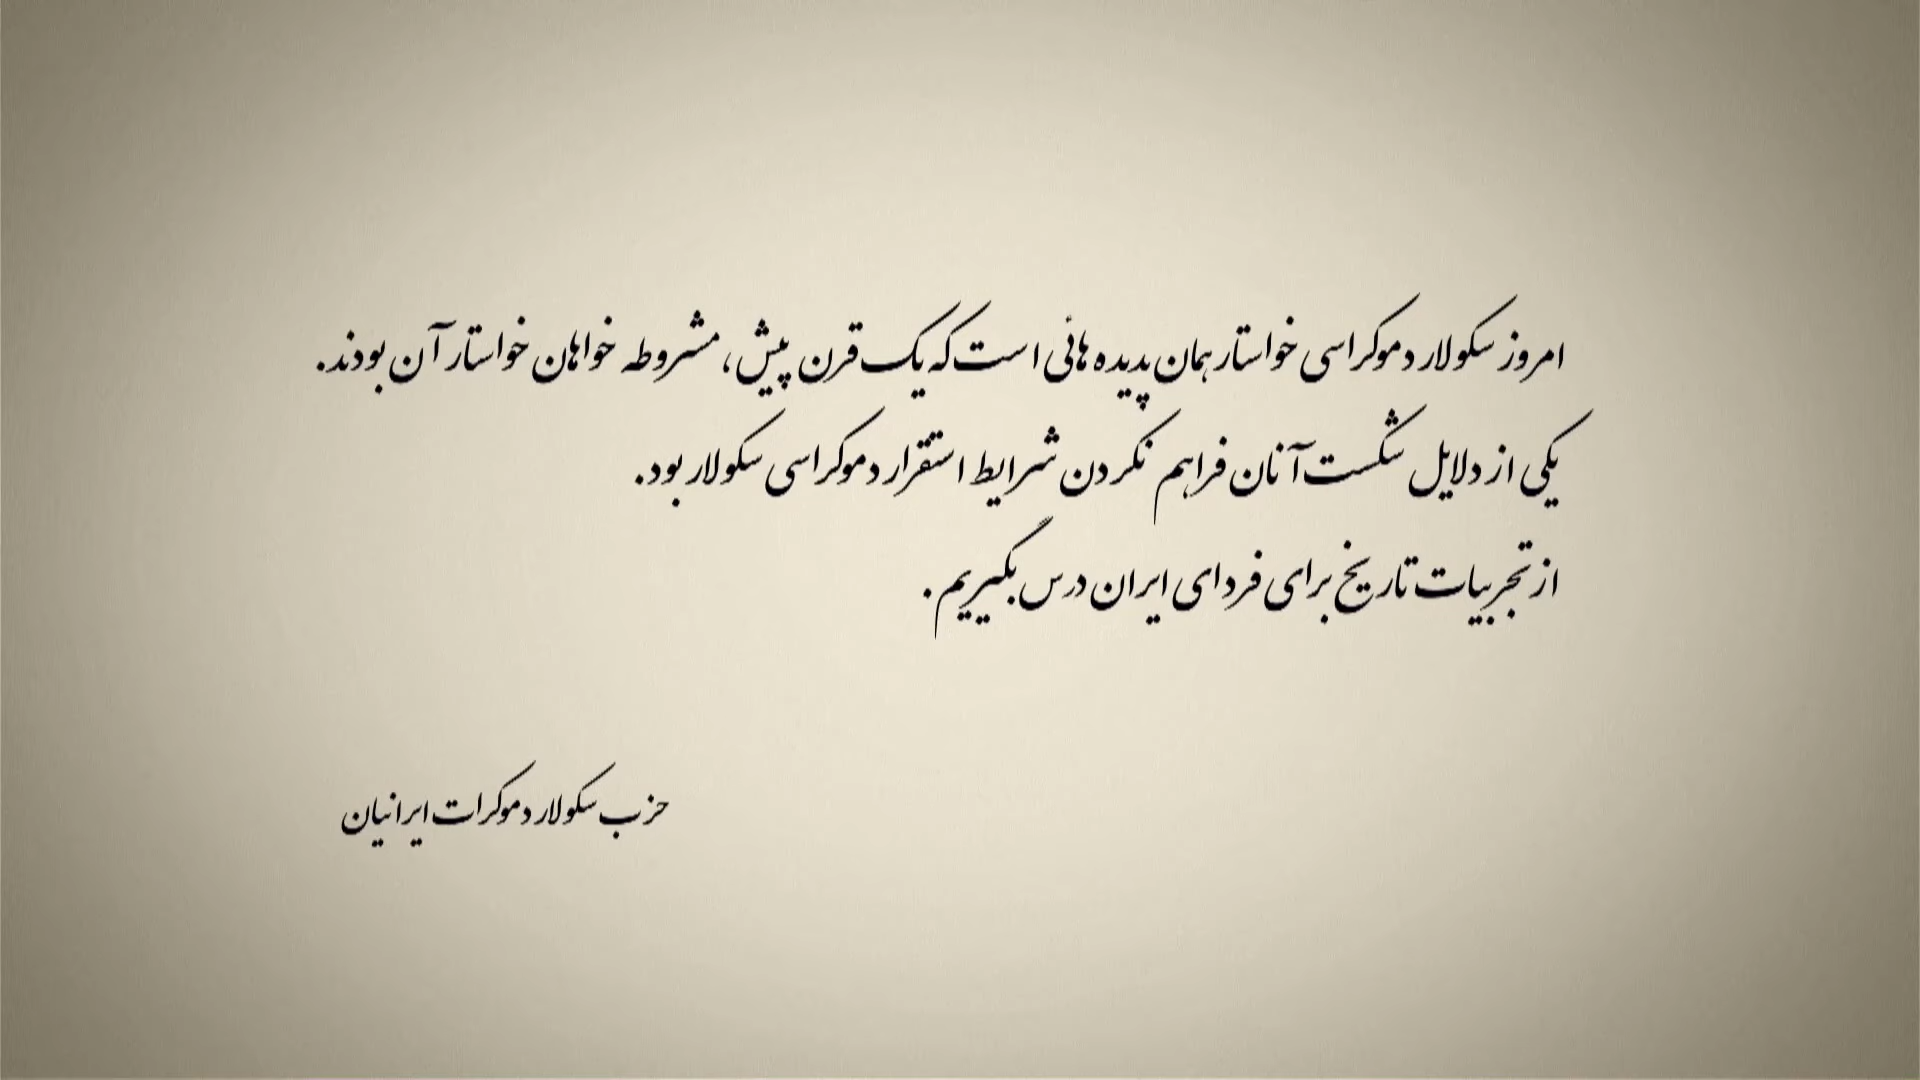 امروز سکولار دموکراسی خواستار همان پدیده هائی است که یک قرن پیش، مشروطه خواهان خواستار آن بودند.
یکی از دلایل شکست آنان فراهم نکردن شرایط استقرار دموکراسی سکولار بود.
از تجربیات تاریخ برای فردای ایران درس بگیریم.
حزب سکولار دموکرات ایرانیان